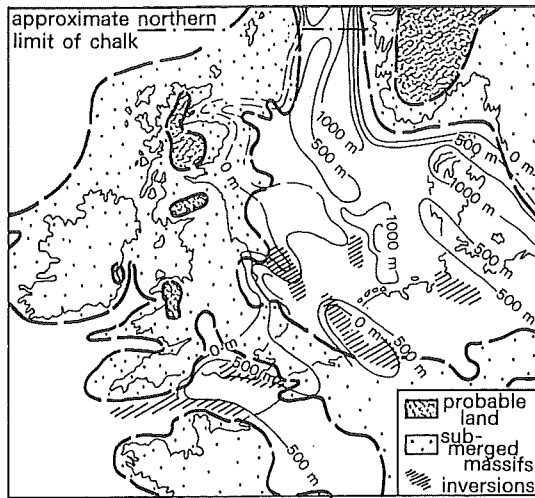 approximate northern
limit of chalk
1000 m
500 m
500 m
0 m
1000 m
0 m
1000 m
500 m
500 m
0 m
500 m
0 m
500 m
500 m
probable
land
sub-
merged
massifs
inversions